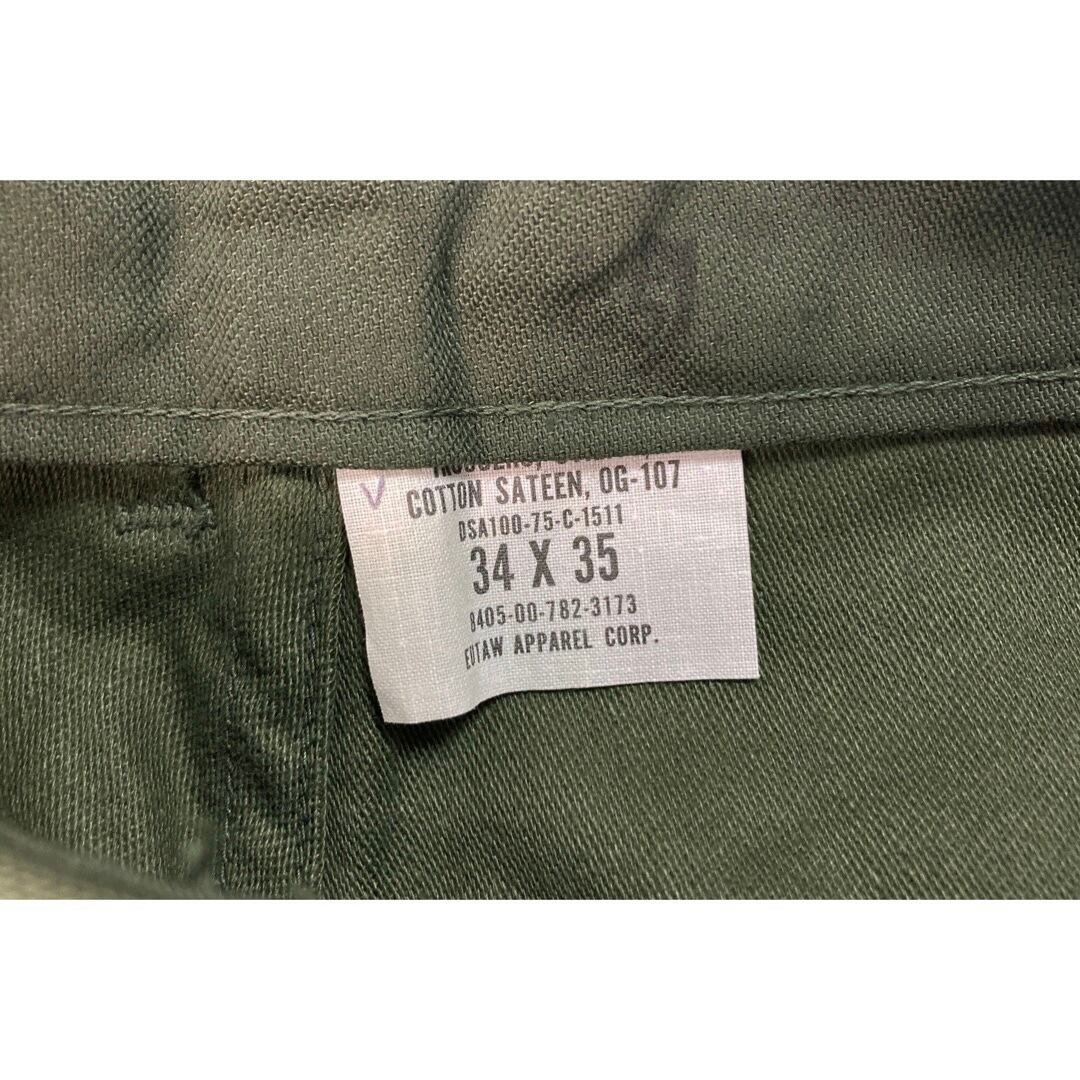 COTTON SATEEN, OG-107
DSA100-75-C-1511
34 X 35
8405-00-782-3173
EUTAW APPAREL CORP.